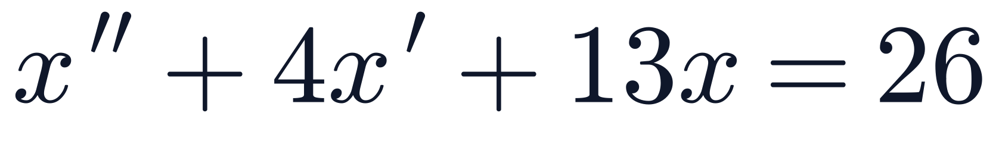 x″ + 4x′ + 13x = 26